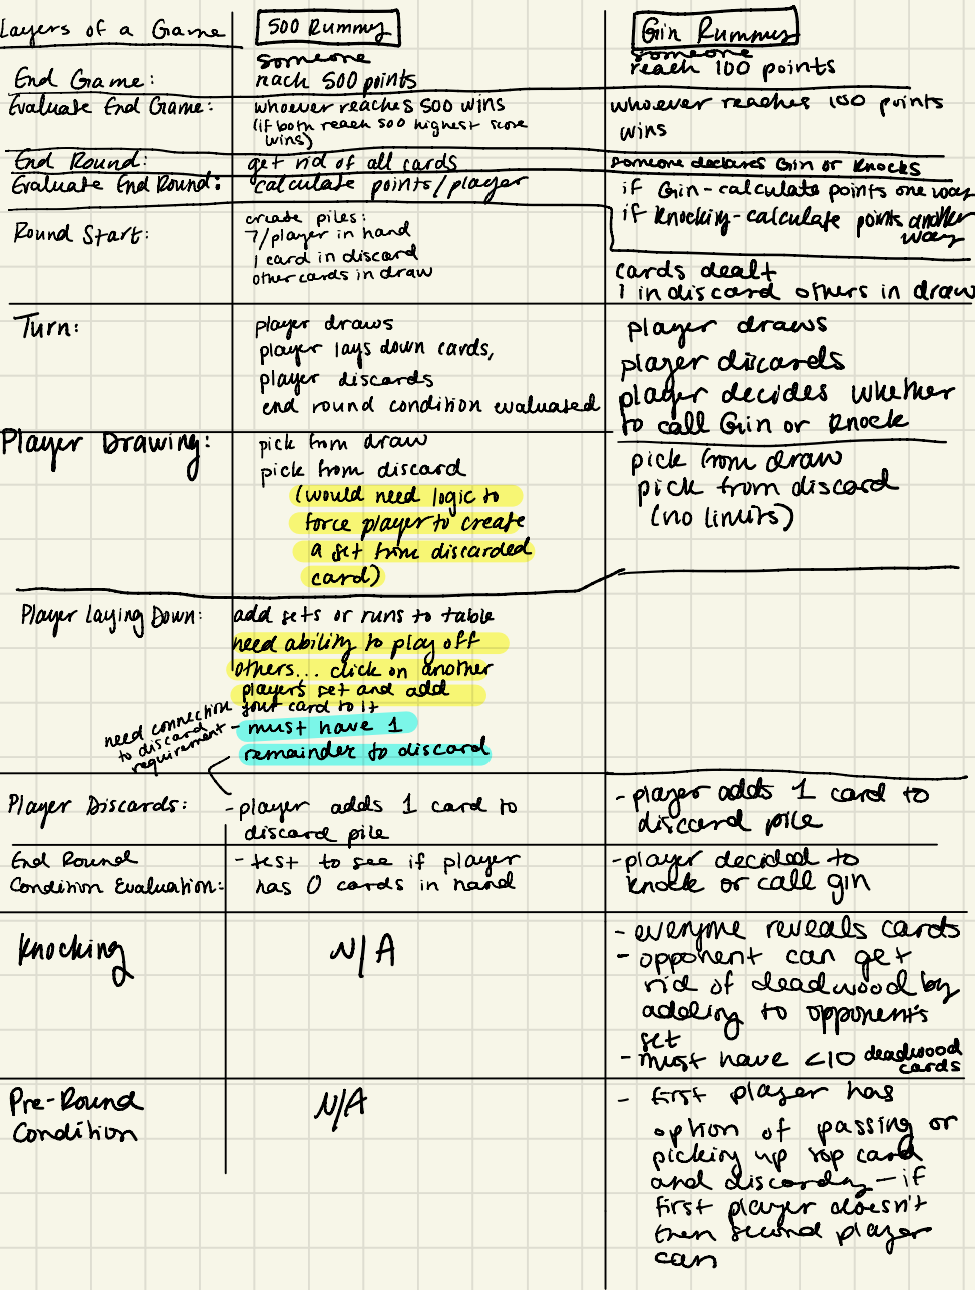 Layers of a Game
500 Rummy
Gin Rummy
End Game:
someone
reach 500 points
someone
reach 100 points
Evaluate End Game:
whoever reaches 500 wins
(if both reach 500 highest score
wins)
whoever reaches 100 points
wins
End Round:
get rid of all cards
someone declares Gin or Knocks
Evaluate End Round:
calculate points/player
if Gin - calculate points one way
if Knocking - calculate points another
way
Round Start:
create piles:
7/player in hand
1 card in discard
other cards in draw
cards dealt
1 in discard others in draw
Turn:
player draws
player lays down cards,
player discards
end round condition evaluated
player draws
player discards
player decides whether
to call Gin or Knock
Player Drawing:
pick from draw
pick from discard
(would need logic to
force player to create
a set from discarded
card)
pick from draw
pick from discard
(no limits)
Player Laying Down:
add sets or runs to table
need ability to play off
others... click on another
players set and add
your card to it
- must have 1
remainder to discard
need connection
to discard
requirement
Player Discards:
- player adds 1 card to
discard pile
- player adds 1 card to
discard pile
End Round
Condition Evaluation:
- test to see if player
has 0 cards in hand
- player decided to
knock or call gin
Knocking
N/A
- everyone reveals cards
- opponent can get
rid of deadwood by
adding to opponent's
set
- must have <10 deadwood
cards
Pre-Round
Condition
N/A
- first player has
option of passing or
picking up top card
and discarding - if
first player doesn't
then second player
can